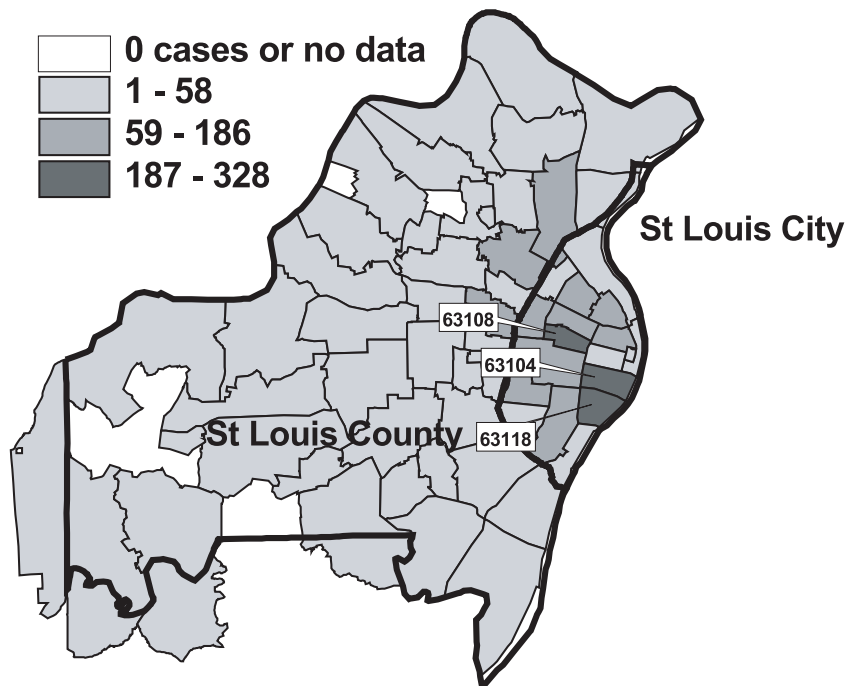 0 cases or no data
1 - 58
59 - 186
187 - 328
St Louis City
63108
63104
St Louis County
63118